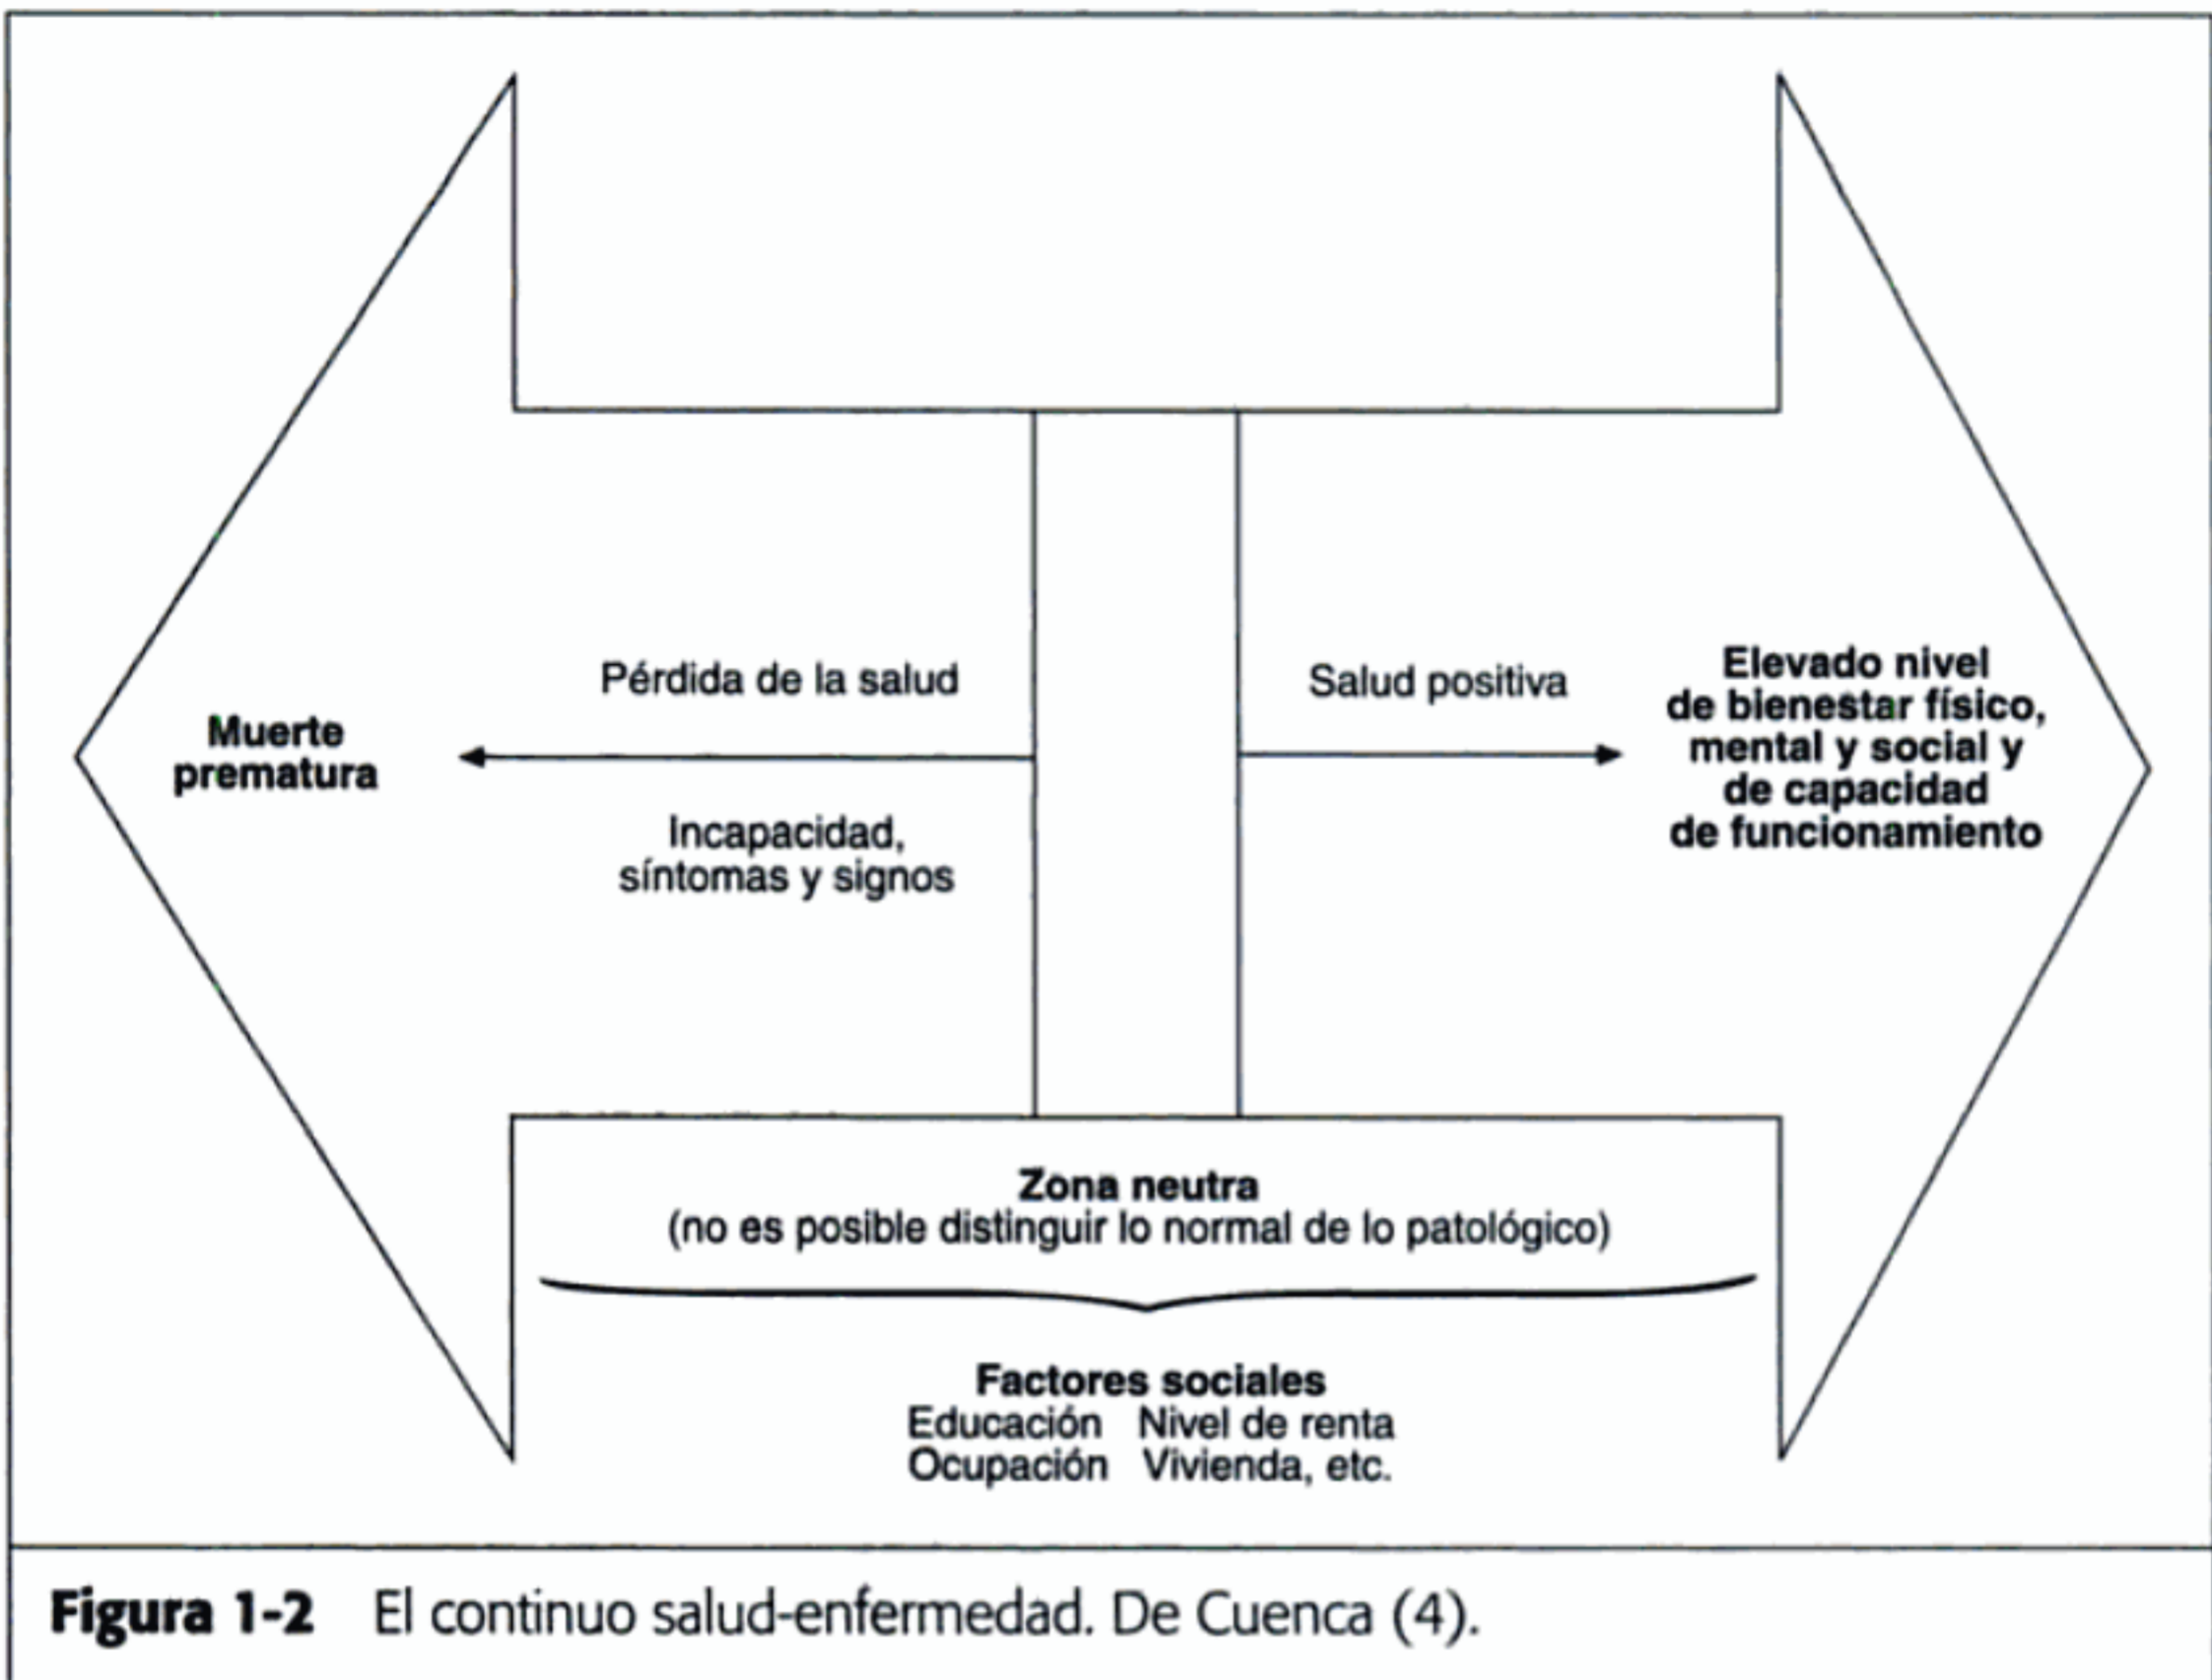 Pérdida de la salud
Muerte
prematura
Incapacidad,
síntomas y signos
Salud positiva
Elevado nivel
de bienestar físico,
mental y social y
de capacidad
de funcionamiento
Zona neutra
(no es posible distinguir lo normal de lo patológico)
Factores sociales
Educación Nivel de renta
Ocupación Vivienda, etc.
Figura 1-2 El continuo salud-enfermedad. De Cuenca (4).